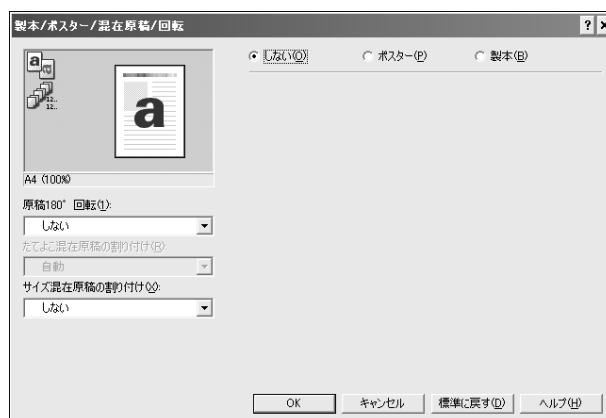 製本/ポスター/混在原稿/回転
しない(O) ポスター(P) 製本(B)
a
12..
12..
a
A4 (100%)
原稿180° 回転(1):
しない
たてよこ混在原稿の割り付け(R):
自動
サイズ混在原稿の割り付け(X):
しない
OK キャンセル 標準に戻す(D) ヘルプ(H)